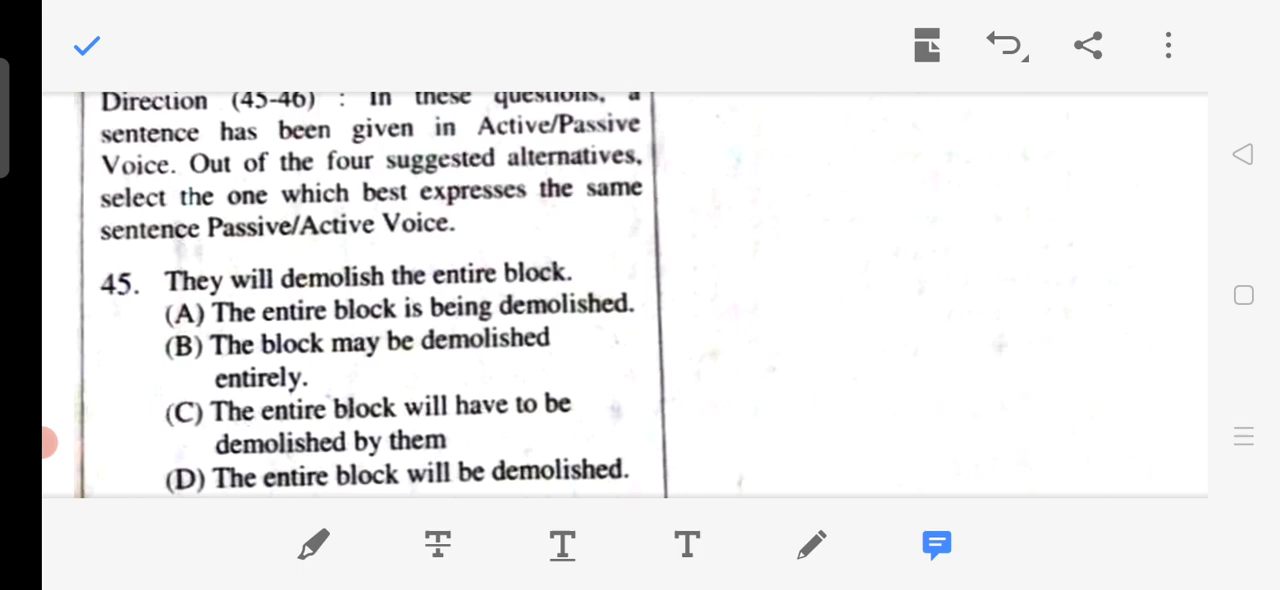 Direction (45-46) : In these questions, a
sentence has been given in Active/Passive
Voice. Out of the four suggested alternatives,
select the one which best expresses the same
sentence Passive/Active Voice.
45. They will demolish the entire block.
(A) The entire block is being demolished.
(B) The block may be demolished
entirely.
(C) The entire block will have to be
demolished by them
(D) The entire block will be demolished.
T T T